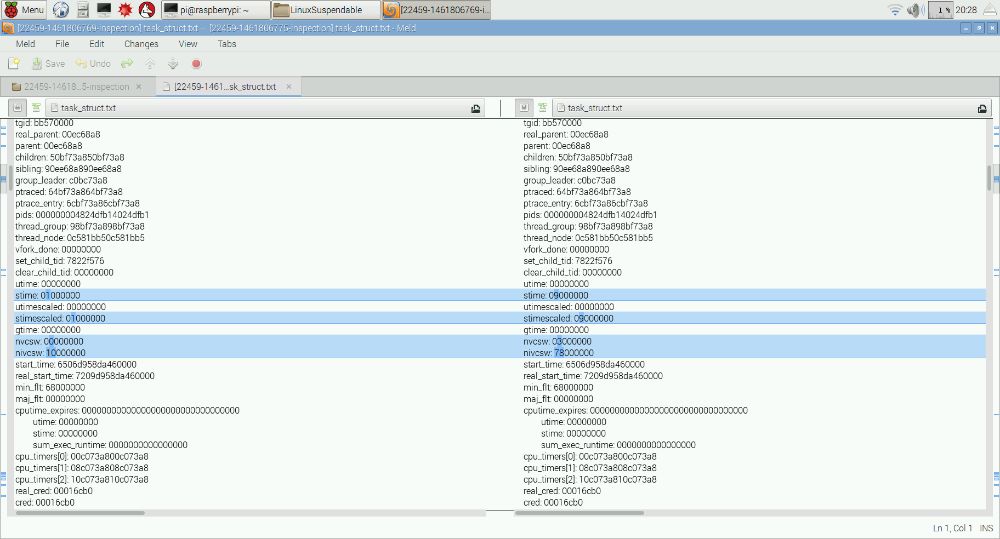 Menu
pi@raspberrypi: ~
LinuxSuspendable
[22459-1461806769-i...
1 %
20:28
[22459-1461806769-inspection] task_struct.txt — [22459-1461806775-inspection] task_struct.txt - Meld
Meld File Edit Changes View Tabs
Save Undo
22459-14618...5-inspection
[22459-1461...sk_struct.txt
task_struct.txt
tgid: bb570000
real_parent: 00ec68a8
parent: 00ec68a8
children: 50bf73a850bf73a8
sibling: 90ee68a890ee68a8
group_leader: c0bc73a8
ptraced: 64bf73a864bf73a8
ptrace_entry: 6cbf73a86cbf73a8
pids: 000000004824dfb14024dfb1
thread_group: 98bf73a898bf73a8
thread_node: 0c581bb50c581bb5
vfork_done: 00000000
set_child_tid: 7822f576
clear_child_tid: 00000000
utime: 00000000
stime: 01000000
utimescaled: 00000000
stimescaled: 01000000
gtime: 00000000
nvcsw: 00000000
nivcsw: 10000000
start_time: 6506d958da460000
real_start_time: 7209d958da460000
min_flt: 68000000
maj_flt: 00000000
cputime_expires: 00000000000000000000000000000000
utime: 00000000
stime: 00000000
sum_exec_runtime: 0000000000000000
cpu_timers[0]: 00c073a800c073a8
cpu_timers[1]: 08c073a808c073a8
cpu_timers[2]: 10c073a810c073a8
real_cred: 00016cb0
cred: 00016cb0
task_struct.txt
tgid: bb570000
real_parent: 00ec68a8
parent: 00ec68a8
children: 50bf73a850bf73a8
sibling: 90ee68a890ee68a8
group_leader: c0bc73a8
ptraced: 64bf73a864bf73a8
ptrace_entry: 6cbf73a86cbf73a8
pids: 000000004824dfb14024dfb1
thread_group: 98bf73a898bf73a8
thread_node: 0c581bb50c581bb5
vfork_done: 00000000
set_child_tid: 7822f576
clear_child_tid: 00000000
utime: 00000000
stime: 09000000
utimescaled: 00000000
stimescaled: 09000000
gtime: 00000000
nvcsw: 03000000
nivcsw: 78000000
start_time: 6506d958da460000
real_start_time: 7209d958da460000
min_flt: 68000000
maj_flt: 00000000
cputime_expires: 00000000000000000000000000000000
utime: 00000000
stime: 00000000
sum_exec_runtime: 0000000000000000
cpu_timers[0]: 00c073a800c073a8
cpu_timers[1]: 08c073a808c073a8
cpu_timers[2]: 10c073a810c073a8
real_cred: 00016cb0
cred: 00016cb0
Ln 1, Col 1 INS